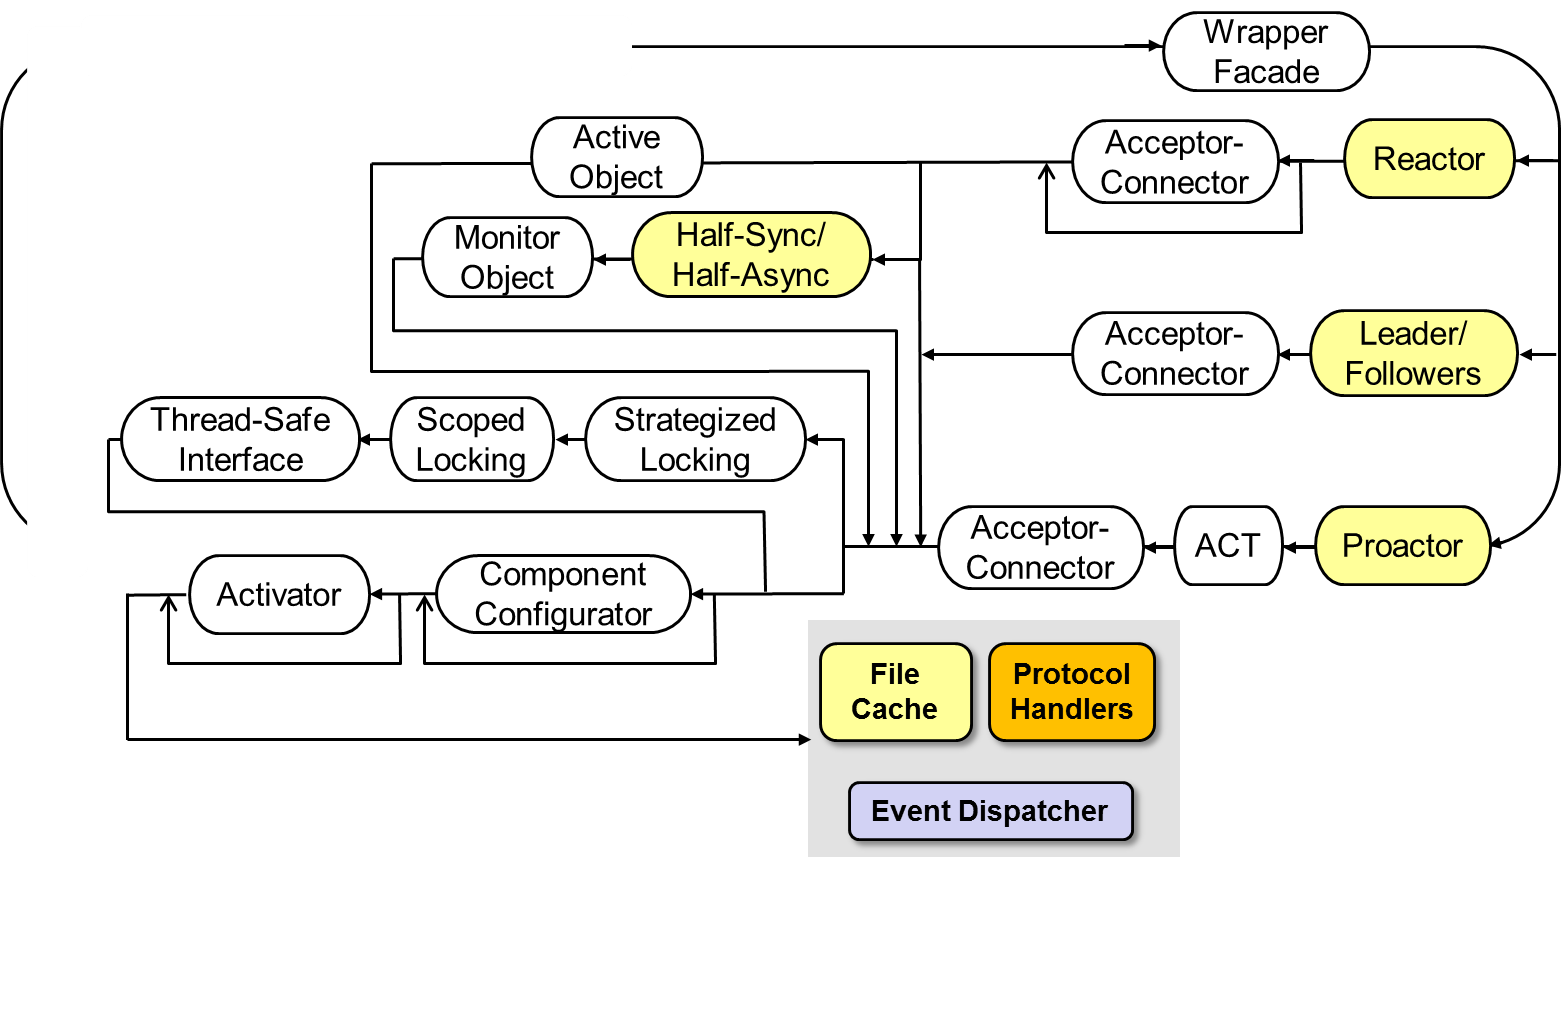 Wrapper
Facade
Active
Object
Acceptor-
Connector
Reactor
Monitor
Object
Half-Sync/
Half-Async
Acceptor-
Connector
Leader/
Followers
Thread-Safe
Interface
Scoped
Locking
Strategized
Locking
Acceptor-
Connector
ACT
Proactor
Activator
Component
Configurator
File
Cache
Protocol
Handlers
Event Dispatcher